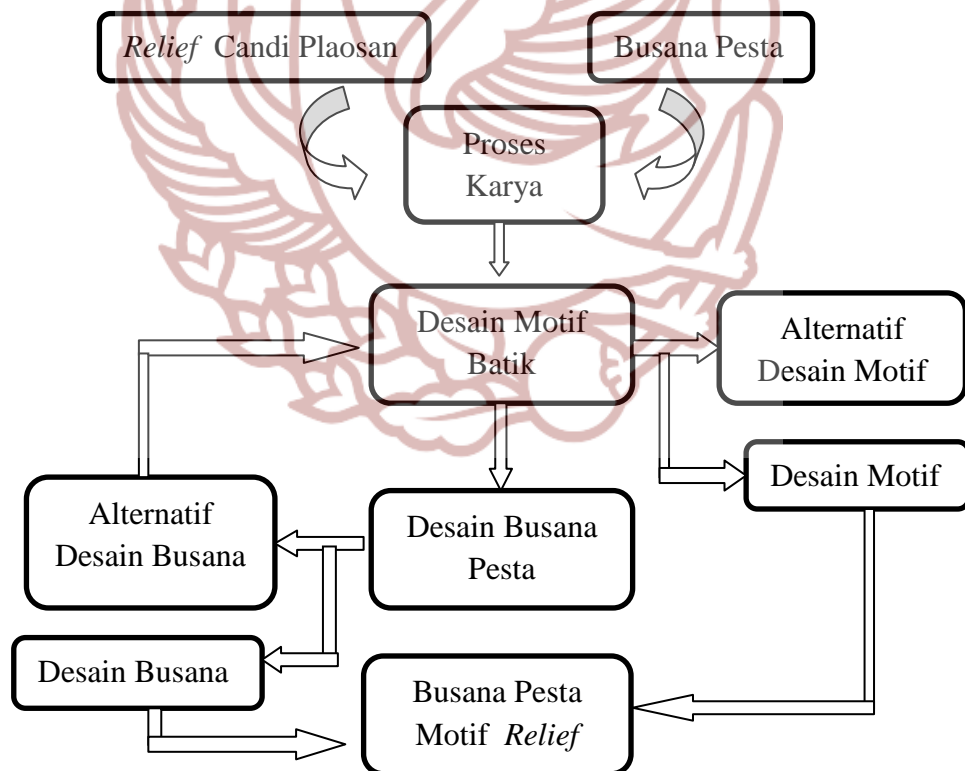 Relief Candi Plaosan
Busana Pesta
Proses
Karya
Desain Motif
Batik
Alternatif
Desain Motif
Desain Motif
Alternatif
Desain Busana
Desain Busana
Pesta
Desain Busana
Busana Pesta
Motif Relief